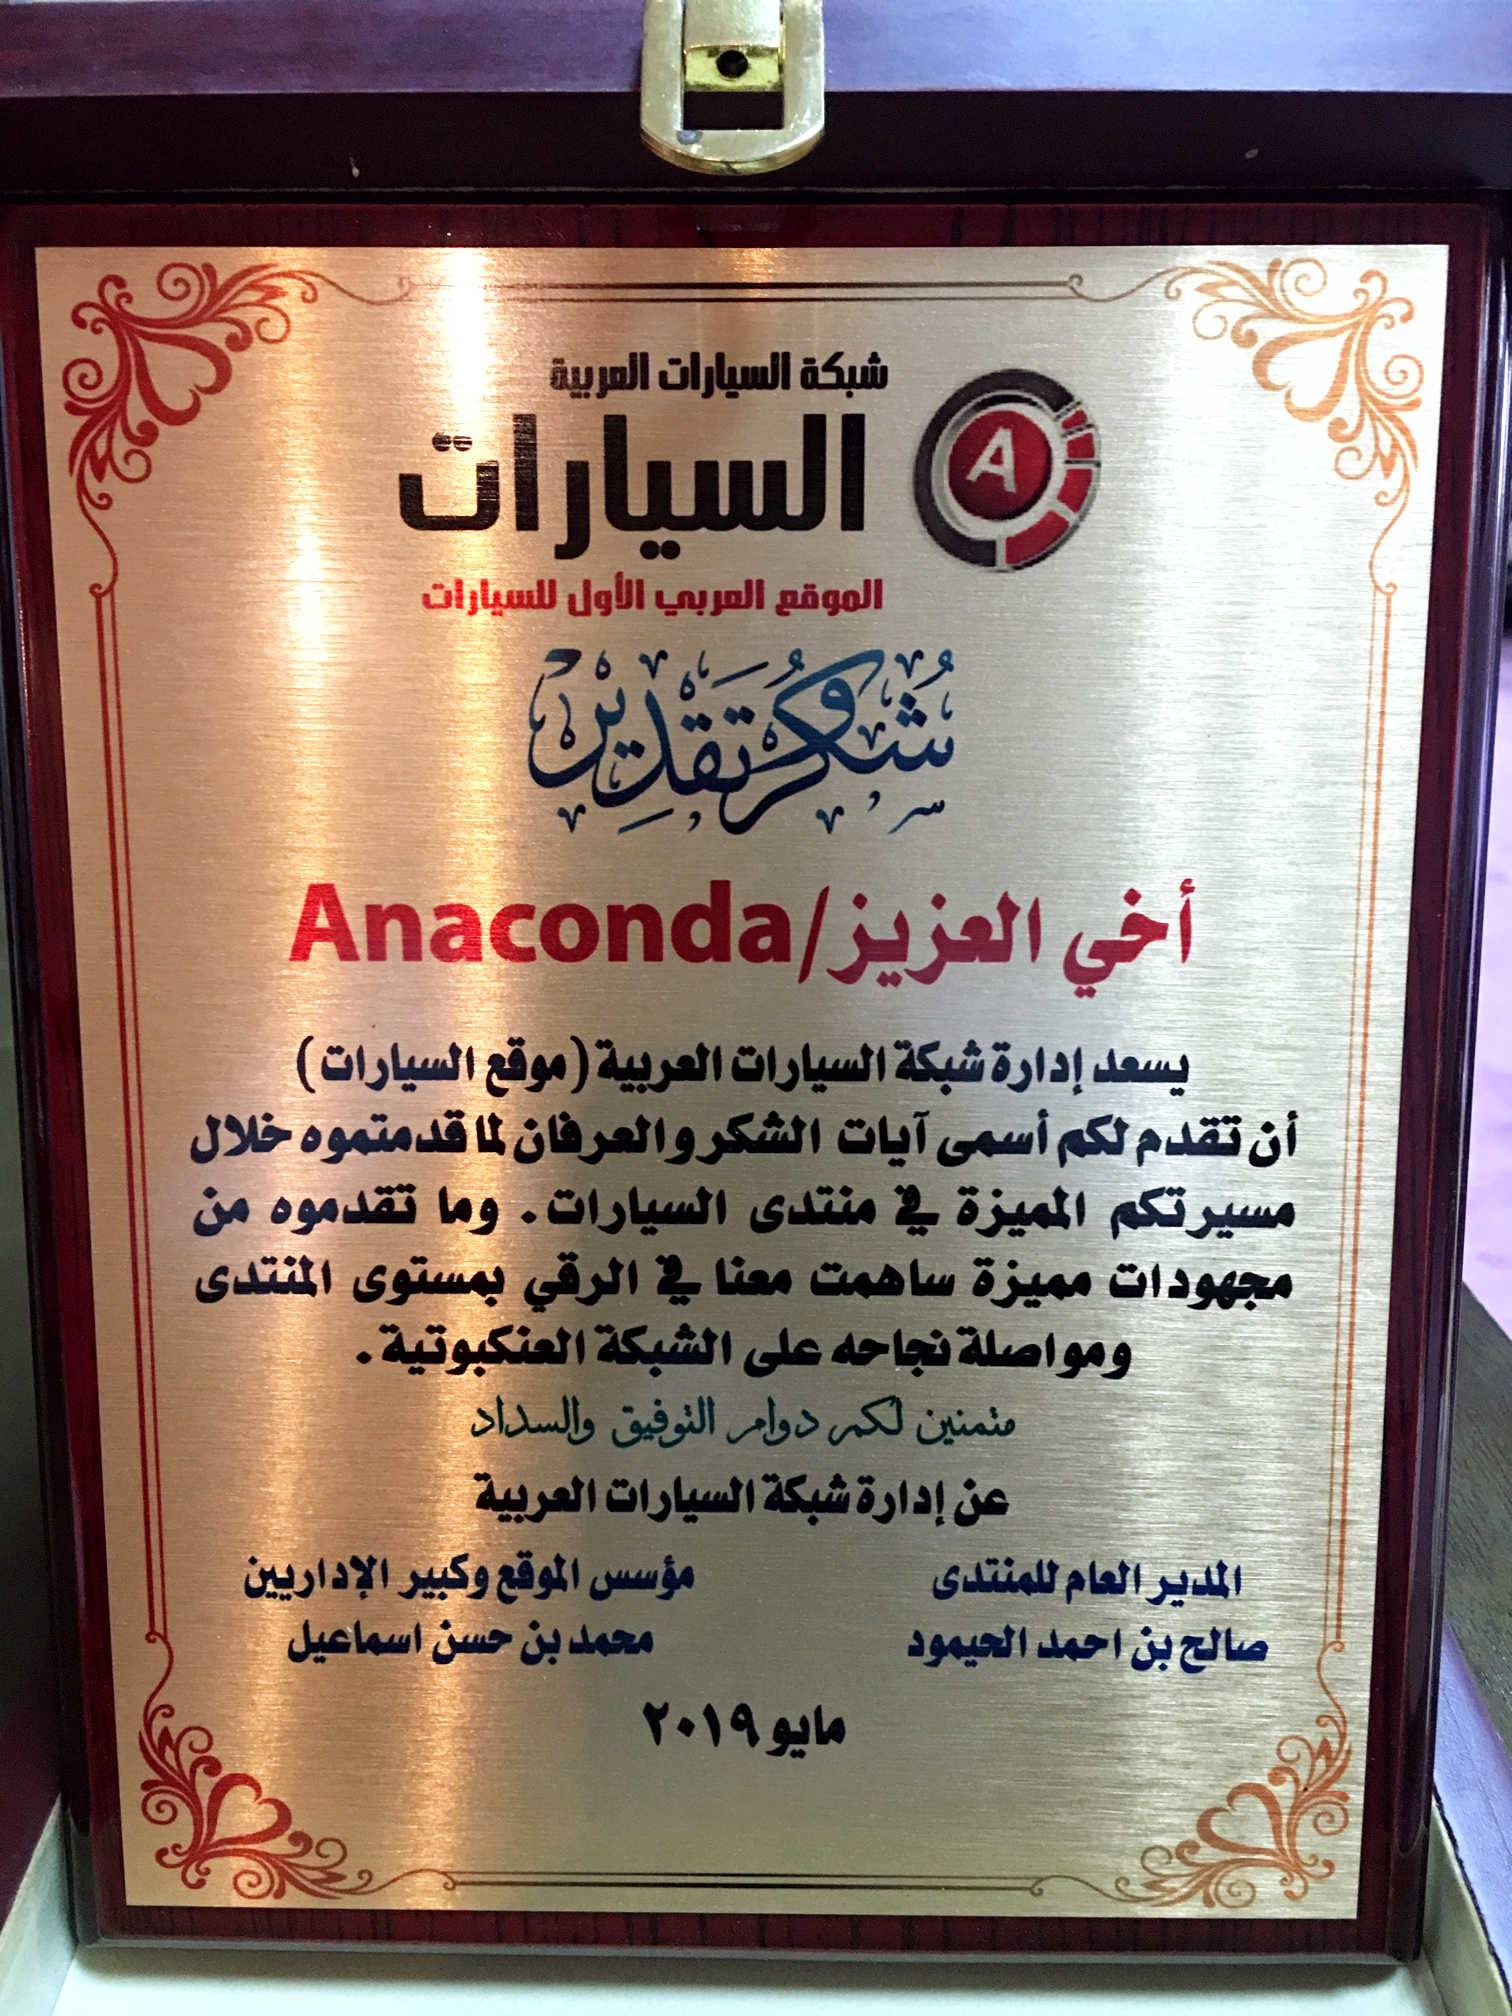 شبكة السيارات العربية
السيارات
A
الموقع العربي الأول للسيارات
شُكر وتَقدِير
أخي العزيز/Anaconda
يسعد إدارة شبكة السيارات العربية (موقع السيارات)
أن تقدم لكم أسمى آيات الشكر والعرفان لما قدمتموه خلال
مسيرتكم المميزة في منتدى السيارات. وما تقدموه من
مجهودات مميزة ساهمت معنا في الرقي بمستوى المنتدى
ومواصلة نجاحه على الشبكة العنكبوتية.
متمنين لكم دوام التوفيق والسداد
عن إدارة شبكة السيارات العربية
المدير العام للمنتدى
صالح بن احمد الحيمود
مؤسس الموقع وكبير الإداريين
محمد بن حسن اسماعيل
مايو ٢٠١٩